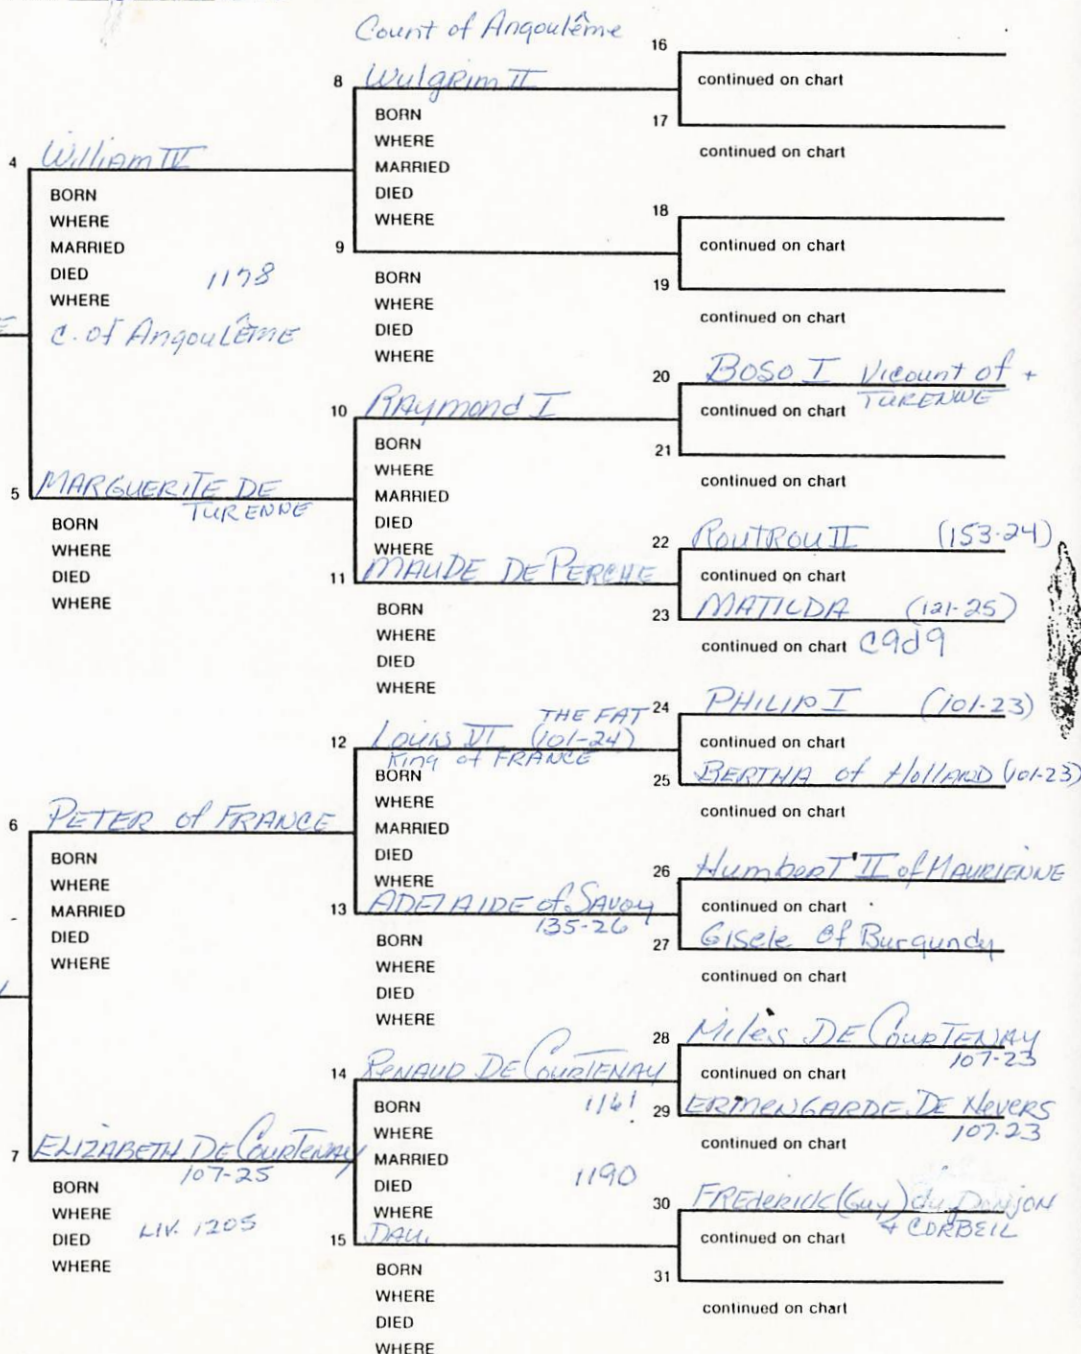 Count of Angoulême
8 Wulgrim II
BORN
WHERE
MARRIED
DIED
WHERE
16
continued on chart
17
continued on chart
4 William IV
BORN
WHERE
MARRIED
DIED 1178
WHERE
C. of Angoulême
9
BORN
WHERE
DIED
WHERE
18
continued on chart
19
continued on chart
10 Raymond I
BORN
WHERE
MARRIED
DIED
WHERE
20 Boso I Vicount of +
TURENNE
continued on chart
21
continued on chart
5 MARGUERITE DE
TURENNE
BORN
WHERE
DIED
WHERE
11 MAUDE DE PERCHE
BORN
WHERE
DIED
WHERE
22 ROUTROU II (153-24)
continued on chart
23 MATILDA (121-25)
continued on chart C9d9
THE FAT
12 Louis VI (101-24)
King of FRANCE
BORN
WHERE
MARRIED
DIED
WHERE
24 PHILIP I (101-23)
continued on chart
25 BERTHA of HollAND (101-23)
continued on chart
6 PETER of FRANCE
BORN
WHERE
MARRIED
DIED
WHERE
13 ADELAIDE of SAVOY
135-26
BORN
WHERE
DIED
WHERE
26 HumberT II of MAURIENNE
continued on chart
27 Gisele Of Burgundy
continued on chart
14 RENAUD DE COURTENAY
BORN 1161
WHERE
MARRIED
DIED 1190
WHERE
28 Miles DE COURTENAY
107-23
continued on chart
29 ERMENGARDE DE Nevers
107-23
continued on chart
7 ELIZABETH DE COURTENAY
107-25
BORN
WHERE
DIED LIV. 1205
WHERE
15 DAU.
BORN
WHERE
DIED
WHERE
30 FREDERICK (Guy) du DONJON
+ CORBEIL
continued on chart
31
continued on chart